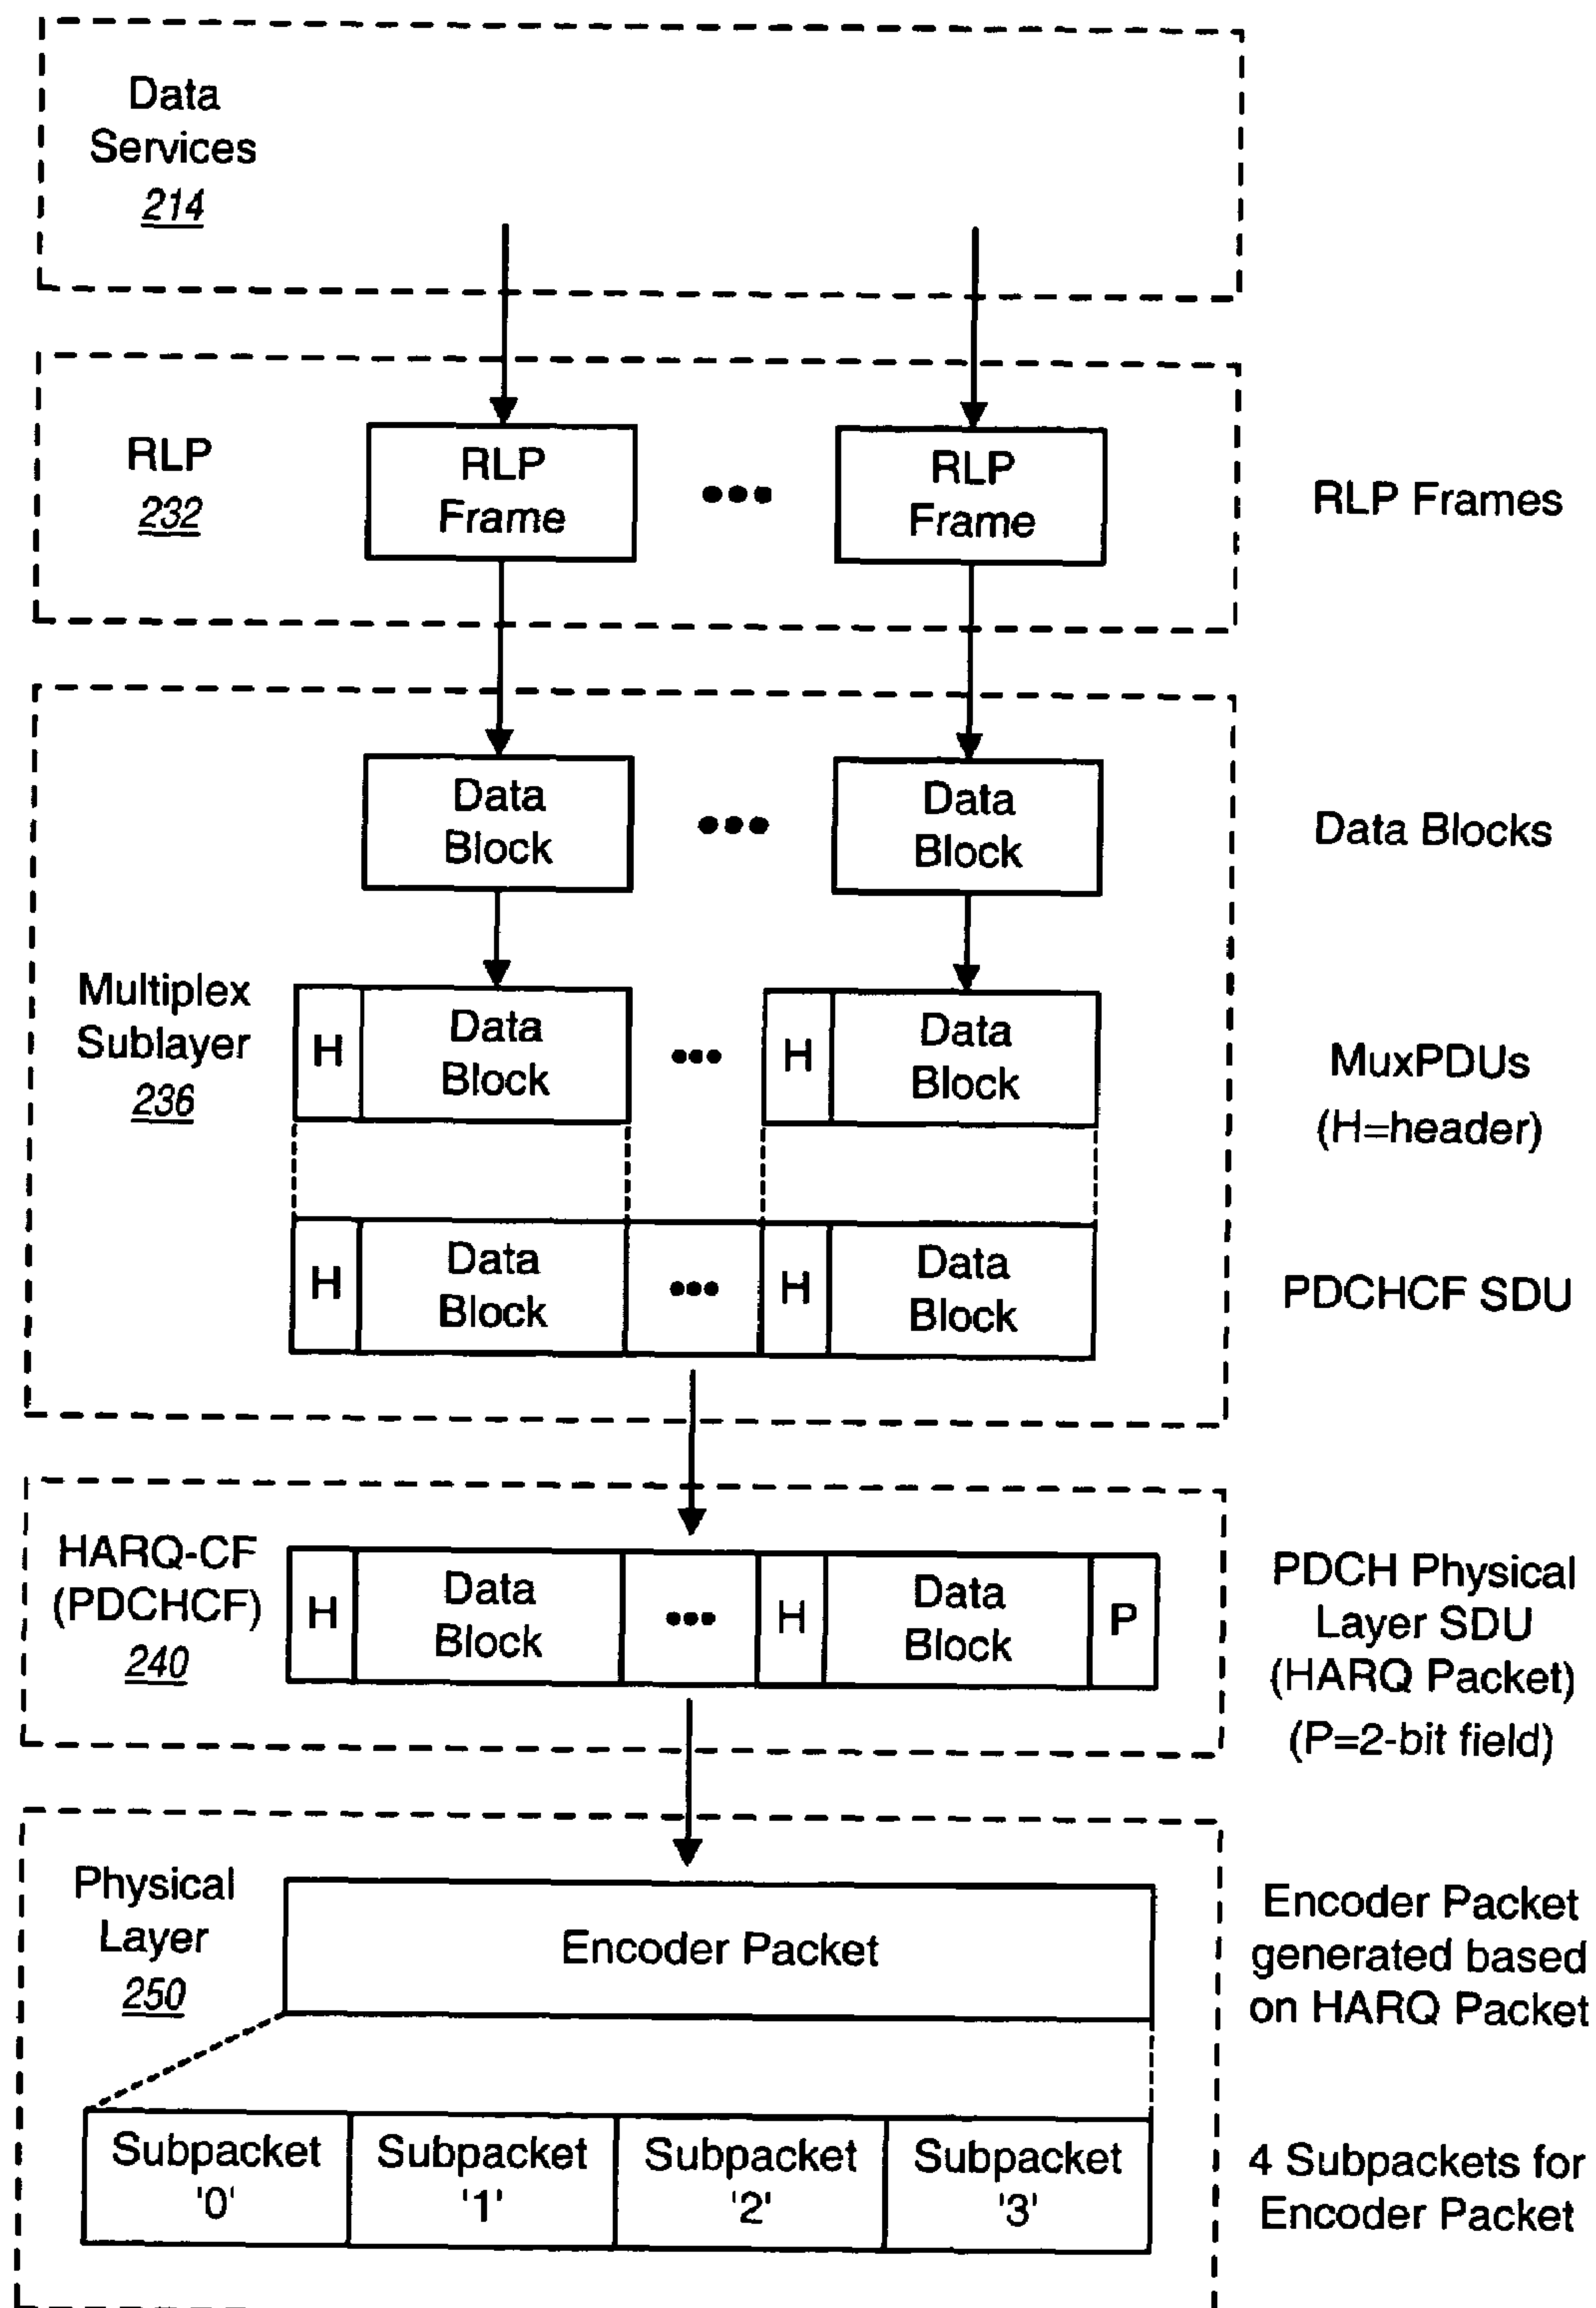 Data
Services
214
RLP
232
RLP
Frame
•••
RLP
Frame
RLP Frames
Data
Block
•••
Data
Block
Data Blocks
Multiplex
Sublayer
236
H
Data
Block
•••
H
Data
Block
MuxPDUs
(H=header)
H
Data
Block
•••
H
Data
Block
PDCHCF SDU
HARQ-CF
(PDCHCF)
240
H
Data
Block
•••
H
Data
Block
P
PDCH Physical
Layer SDU
(HARQ Packet)
(P=2-bit field)
Physical
Layer
250
Encoder Packet
Encoder Packet
generated based
on HARQ Packet
Subpacket
'0'
Subpacket
'1'
Subpacket
'2'
Subpacket
'3'
4 Subpackets for
Encoder Packet